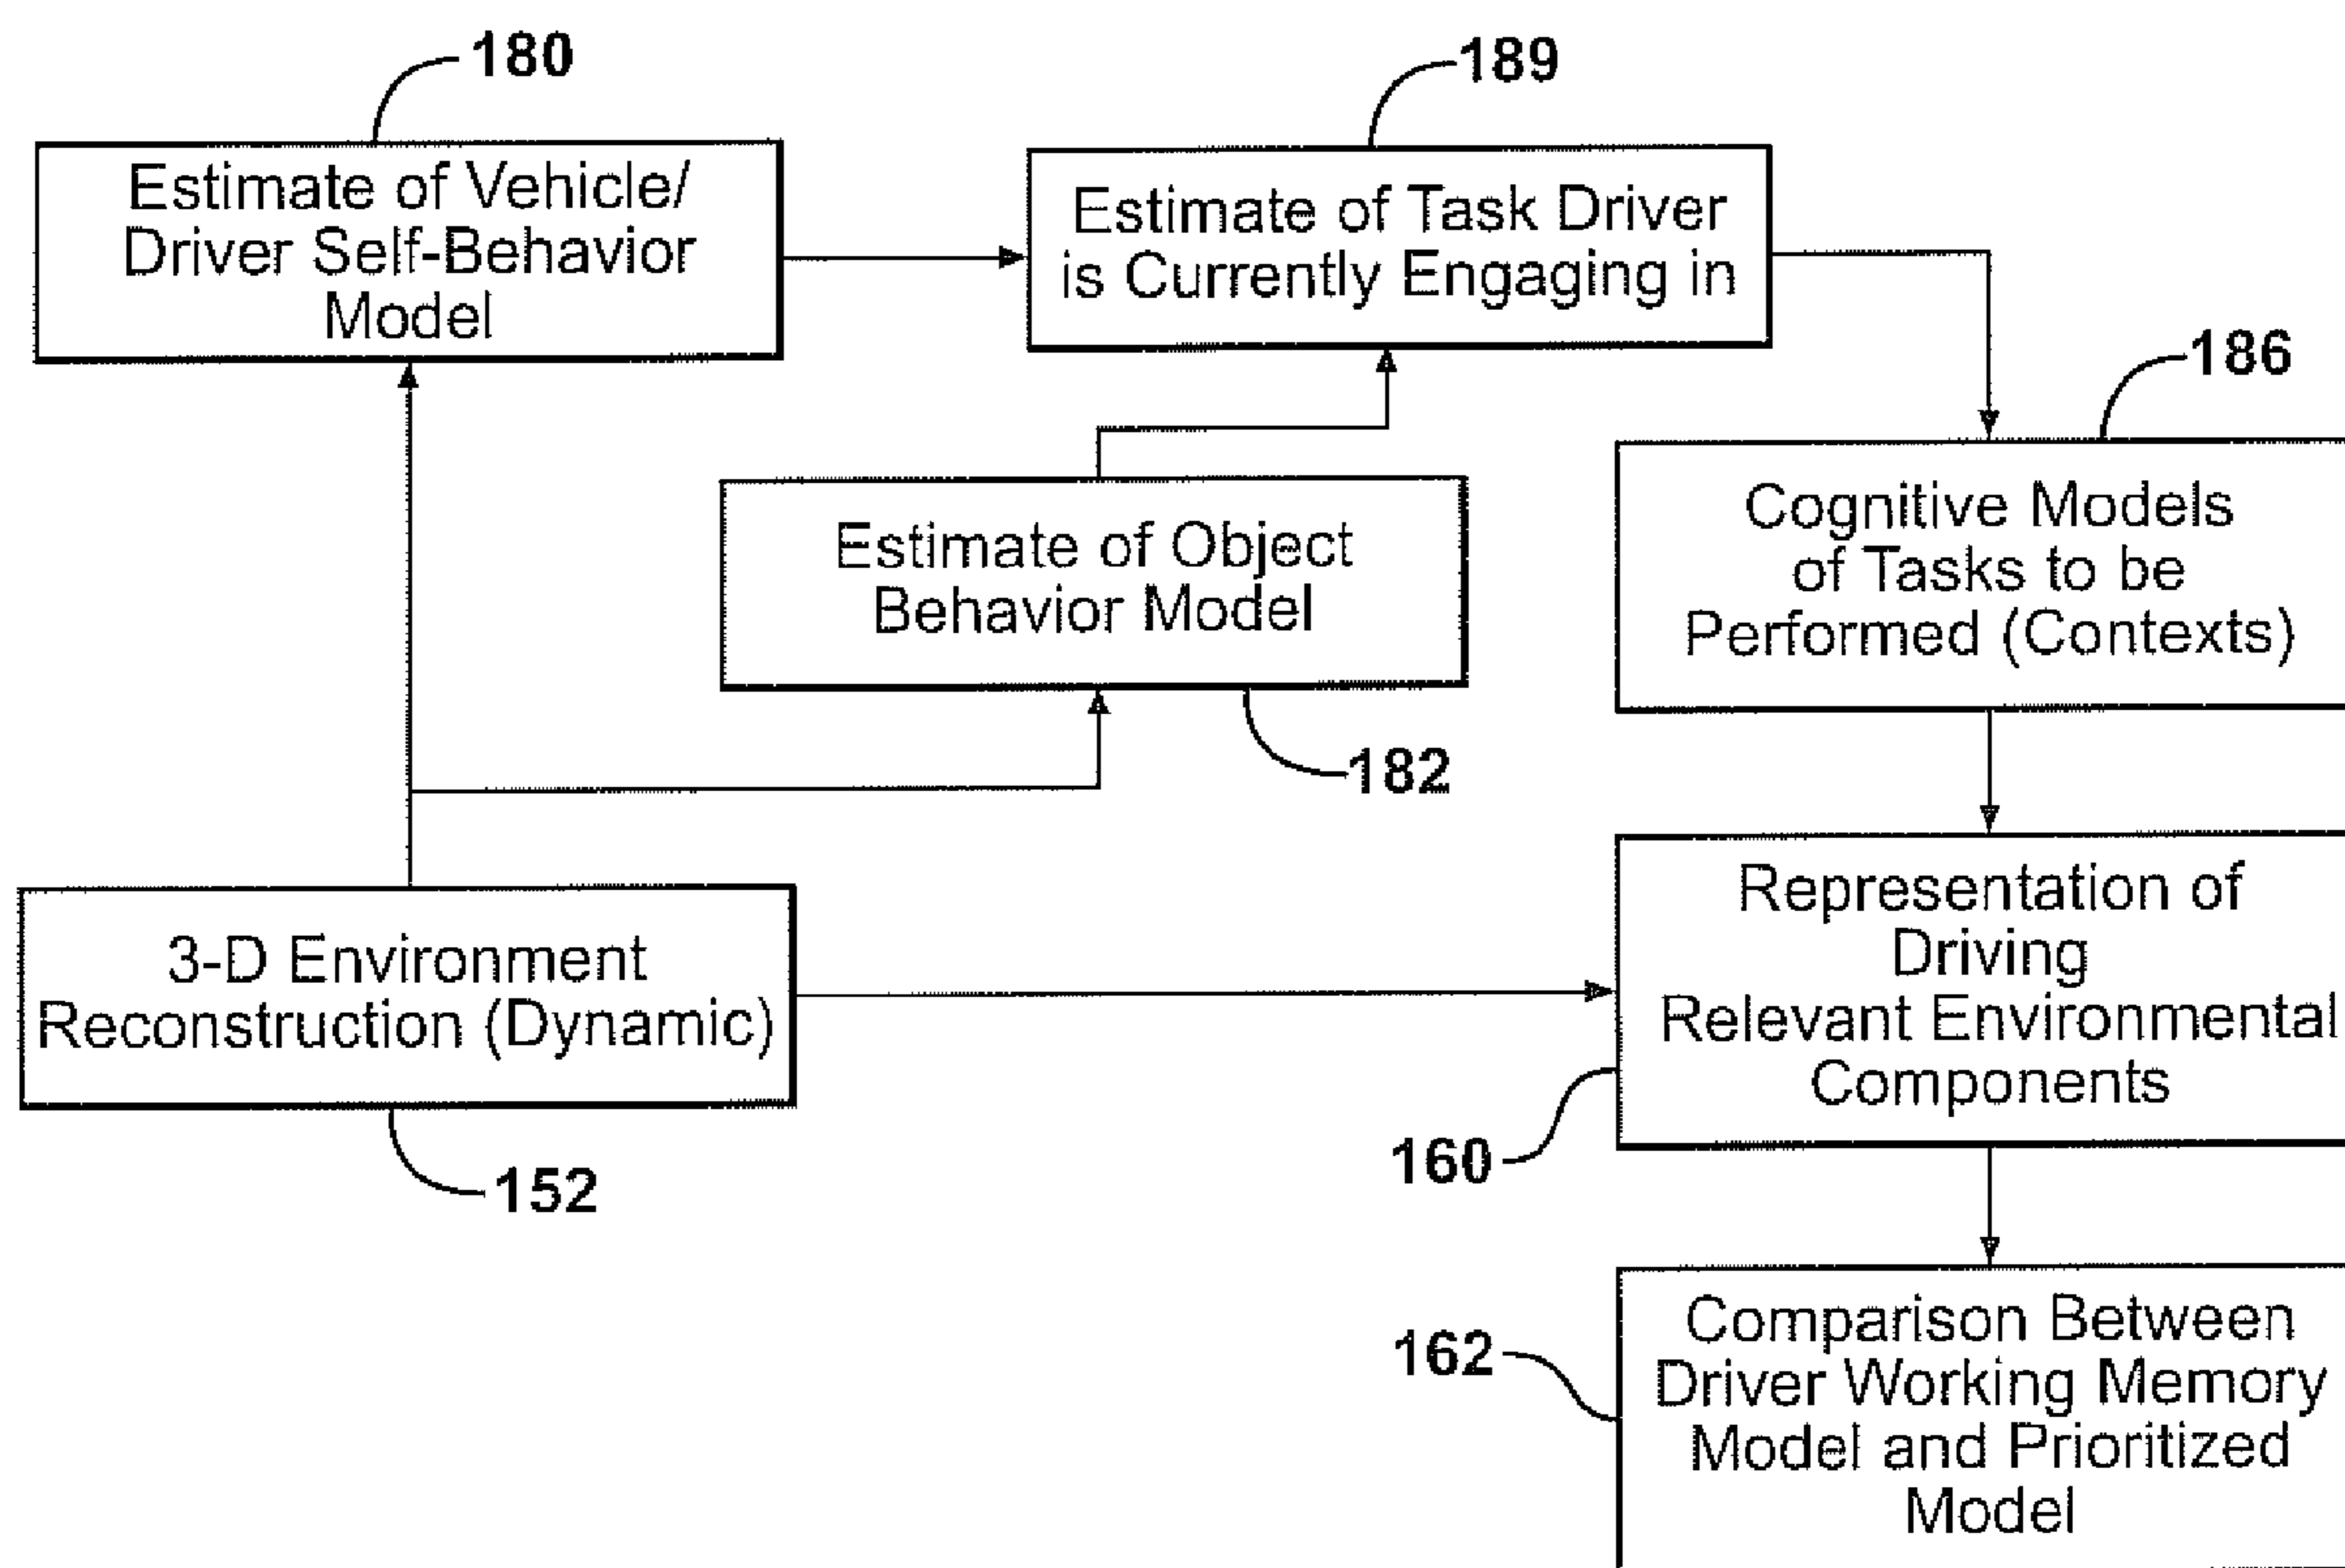 180
189
Estimate of Vehicle/
Driver Self-Behavior
Model
Estimate of Task Driver
is Currently Engaging in
186
Estimate of Object
Behavior Model
Cognitive Models
of Tasks to be
Performed (Contexts)
182
3-D Environment
Reconstruction (Dynamic)
Representation of
Driving
Relevant Environmental
Components
152
160
162
Comparison Between
Driver Working Memory
Model and Prioritized
Model